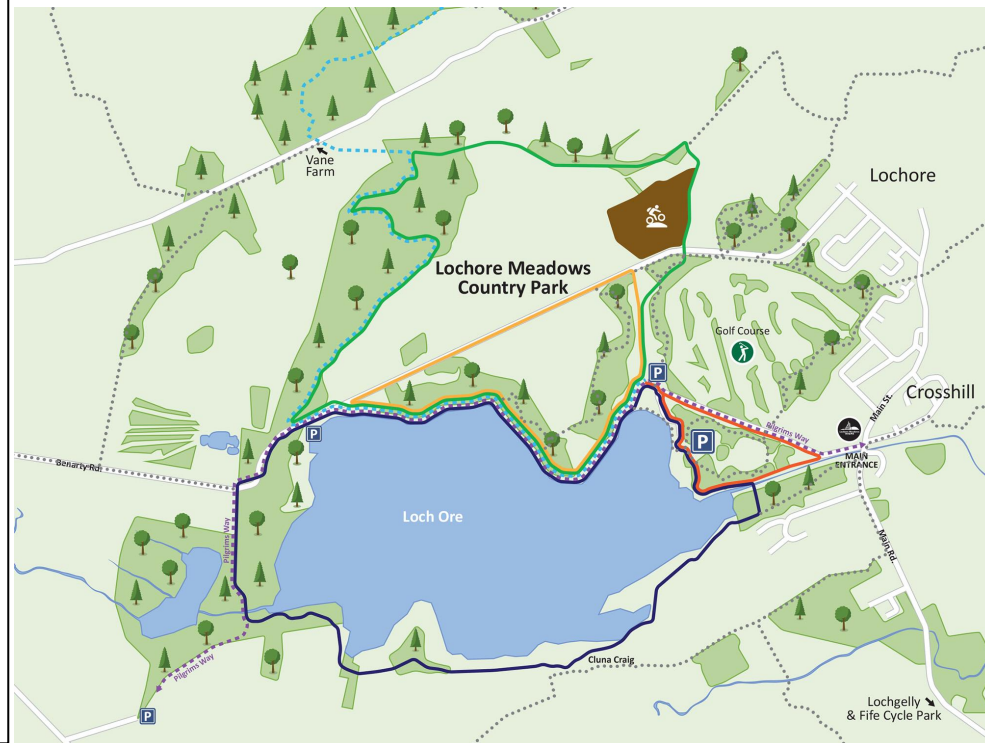 Vane
Farm
Lochore
Lochore Meadows
Country Park
Golf Course
P
Crosshill
Main St.
Pilgrims Way
P
MAIN
ENTRANCE
P
Benarty Rd.
Loch Ore
Pilgrims Way
Main Rd.
Pilgrims Way
Cluna Craig
P
Lochgelly
& Fife Cycle Park